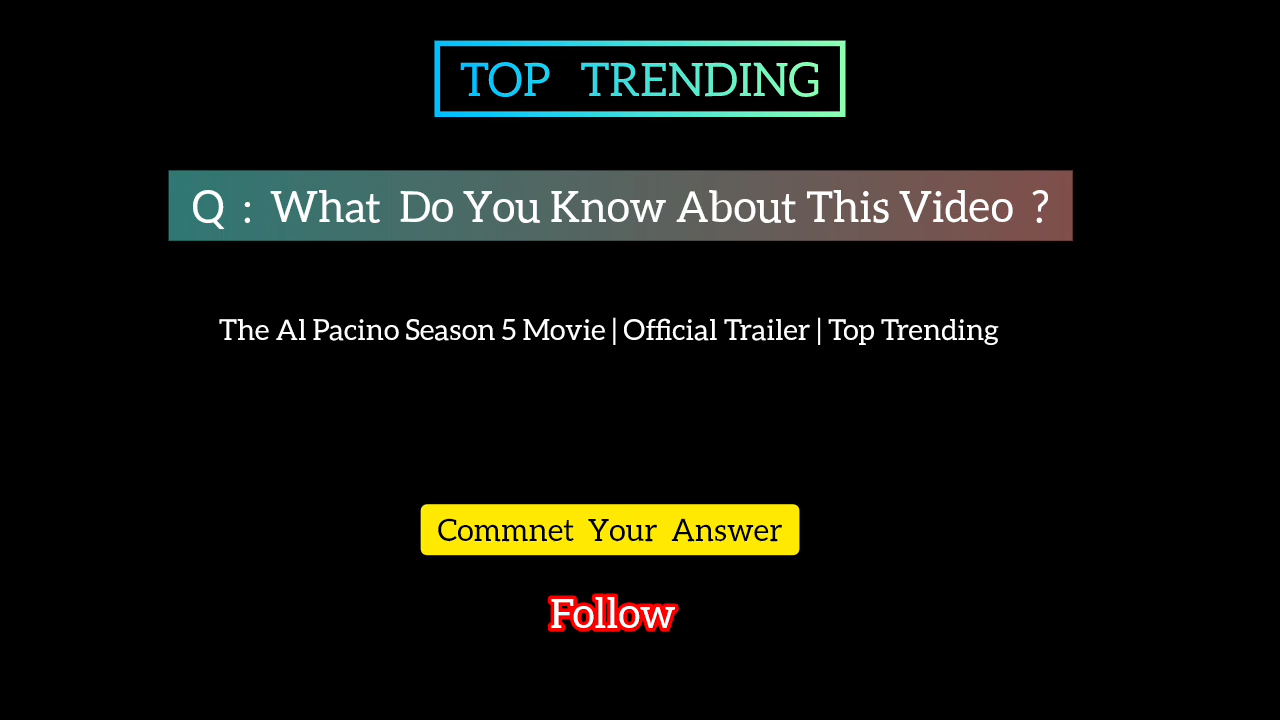 TOP TRENDING
Q : What Do You Know About This Video ?
The Al Pacino Season 5 Movie | Official Trailer | Top Trending
Commnet Your Answer
Follow